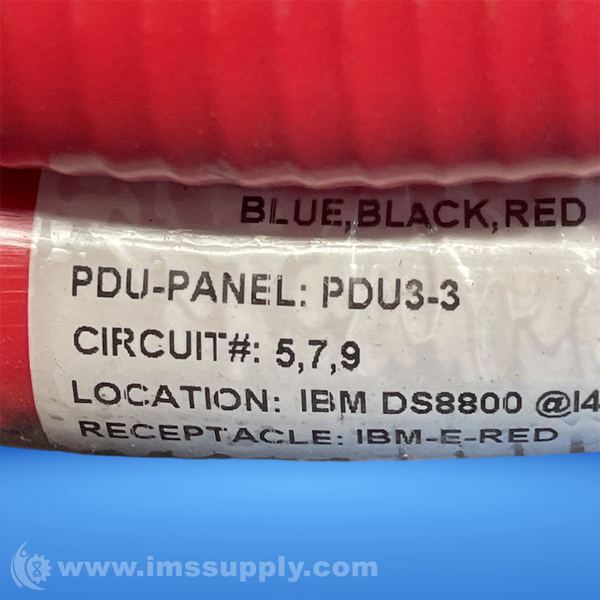 BLUE,BLACK,RED
PDU-PANEL: PDU3-3
CIRCUIT#: 5,7,9
LOCATION: IBM DS8800 @I4
RECEPTACLE: IBM-E-RED
www.imssupply.com